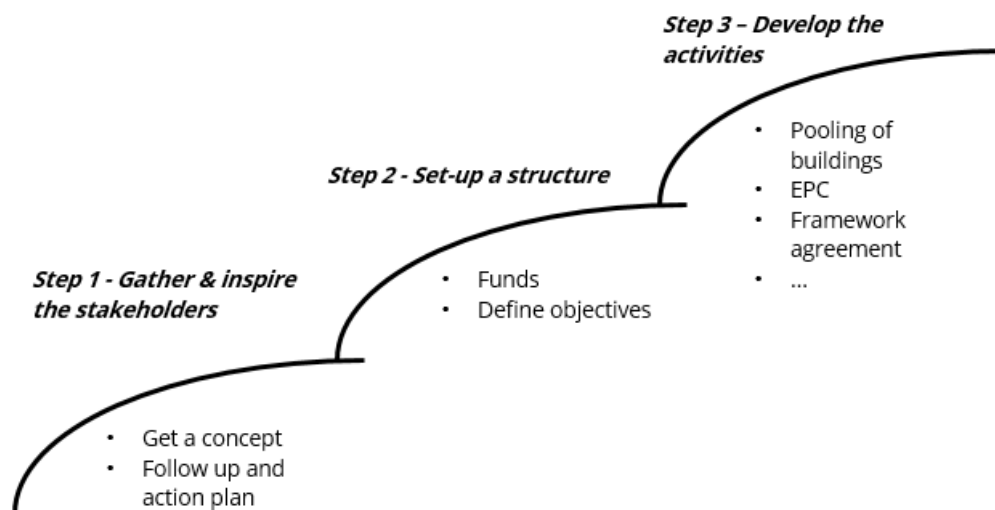 Step 1 - Gather & inspire
the stakeholders
• Get a concept
• Follow up and
action plan
Step 2 - Set-up a structure
• Funds
• Define objectives
Step 3 – Develop the
activities
• Pooling of
buildings
• EPC
• Framework
agreement
• ...